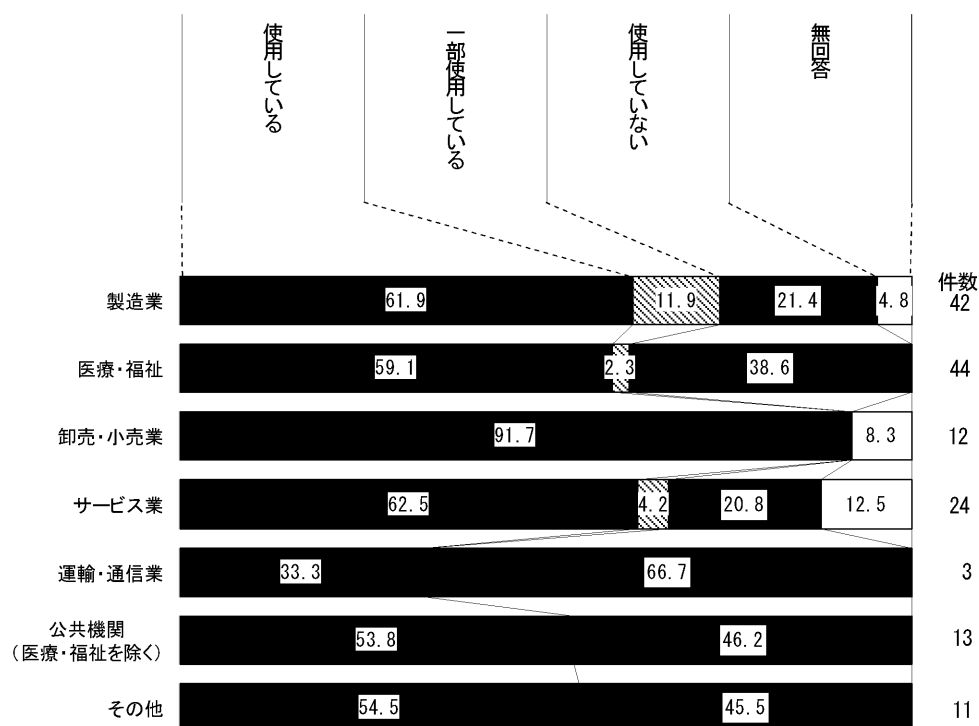 使用している
一部使用している
使用していない
無回答
件数
製造業 61.9 11.9 21.4 4.8 42
医療・福祉 59.1 2.3 38.6 44
卸売・小売業 91.7 8.3 12
サービス業 62.5 4.2 20.8 12.5 24
運輸・通信業 33.3 66.7 3
公共機関
（医療・福祉を除く） 53.8 46.2 13
その他 54.5 45.5 11